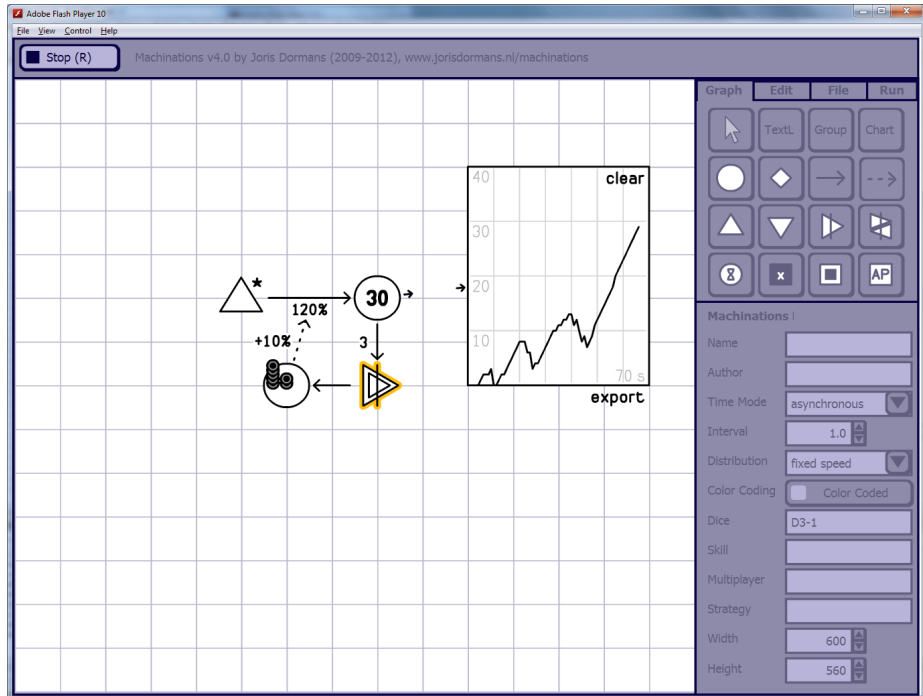 Adobe Flash Player 10
File View Control Help
Stop (R)
Machinations v4.0 by Joris Dormans (2009-2012), www.jorisdormans.nl/machinations
Graph Edit File Run
TextL Group Chart
x
AP
40
clear
30
20
10
70 s
export
*
30
120%
+10%
3
Machinations
Name
Author
Time Mode asynchronous
Interval 1.0
Distribution fixed speed
Color Coding Color Coded
Dice D3-1
Skill
Multiplayer
Strategy
Width 600
Height 560